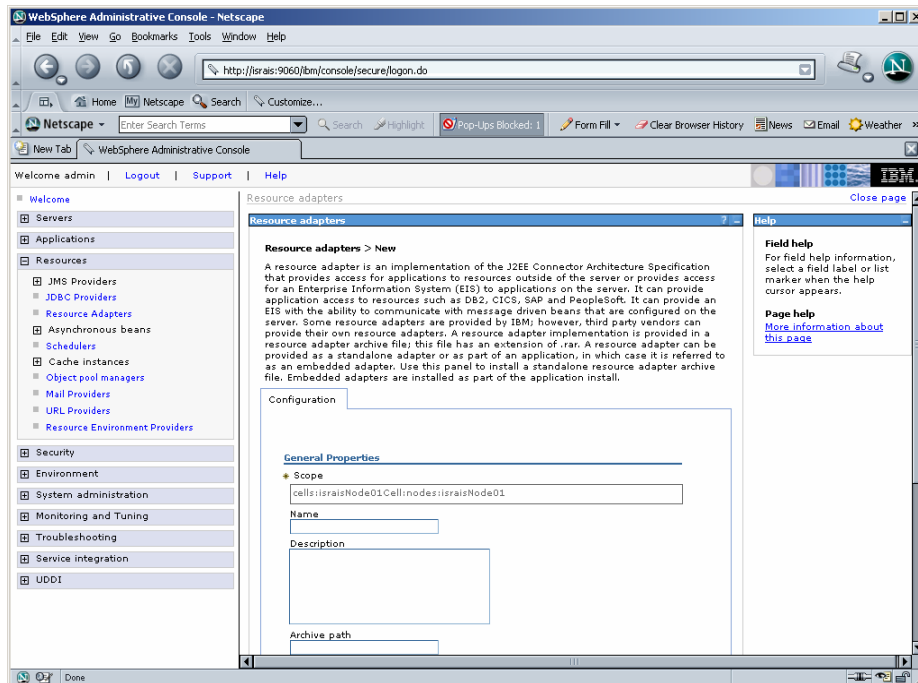 WebSphere Administrative Console - Netscape
File Edit View Go Bookmarks Tools Window Help
http://israis:9060/ibm/console/secure/logon.do
Home My Netscape Search Customize...
Netscape Enter Search Terms Search Highlight Pop-Ups Blocked: 1 Form Fill Clear Browser History News Email Weather »
New Tab WebSphere Administrative Console
Welcome admin | Logout | Support | Help IBM.
Welcome
Servers
Applications
Resources
JMS Providers
JDBC Providers
Resource Adapters
Asynchronous beans
Schedulers
Cache instances
Object pool managers
Mail Providers
URL Providers
Resource Environment Providers
Security
Environment
System administration
Monitoring and Tuning
Troubleshooting
Service integration
UDDI
Resource adapters Close page
Resource adapters ? -
Resource adapters > New
A resource adapter is an implementation of the J2EE Connector Architecture Specification
that provides access for applications to resources outside of the server or provides access
for an Enterprise Information System (EIS) to applications on the server. It can provide
application access to resources such as DB2, CICS, SAP and PeopleSoft. It can provide an
EIS with the ability to communicate with message driven beans that are configured on the
server. Some resource adapters are provided by IBM; however, third party vendors can
provide their own resource adapters. A resource adapter implementation is provided in a
resource adapter archive file; this file has an extension of .rar. A resource adapter can be
provided as a standalone adapter or as part of an application, in which case it is referred to
as an embedded adapter. Use this panel to install a standalone resource adapter archive
file. Embedded adapters are installed as part of the application install.
Configuration
General Properties
* Scope
cells:israisNode01Cell:nodes:israisNode01
Name
Description
Archive path
Help -
Field help
For field help information,
select a field label or list
marker when the help
cursor appears.
Page help
More information about
this page
Done